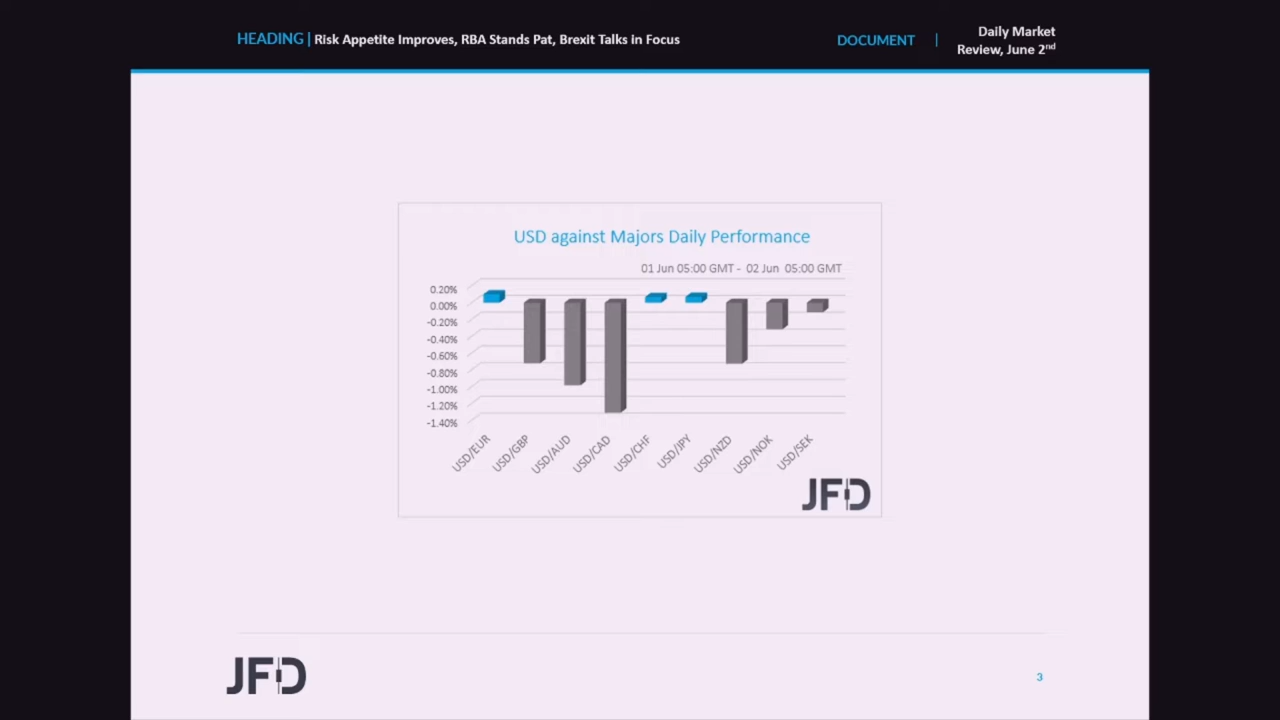 HEADING | Risk Appetite Improves, RBA Stands Pat, Brexit Talks in Focus
DOCUMENT |
Daily Market
Review, June 2nd
USD against Majors Daily Performance
01 Jun 05:00 GMT - 02 Jun 05:00 GMT
0.20%
0.00%
-0.20%
-0.40%
-0.60%
-0.80%
-1.00%
-1.20%
-1.40%
USD/EUR
USD/GBP
USD/AUD
USD/CAD
USD/CHF
USD/JPY
USD/NZD
USD/NOK
USD/SEK
JFD
JFD
3